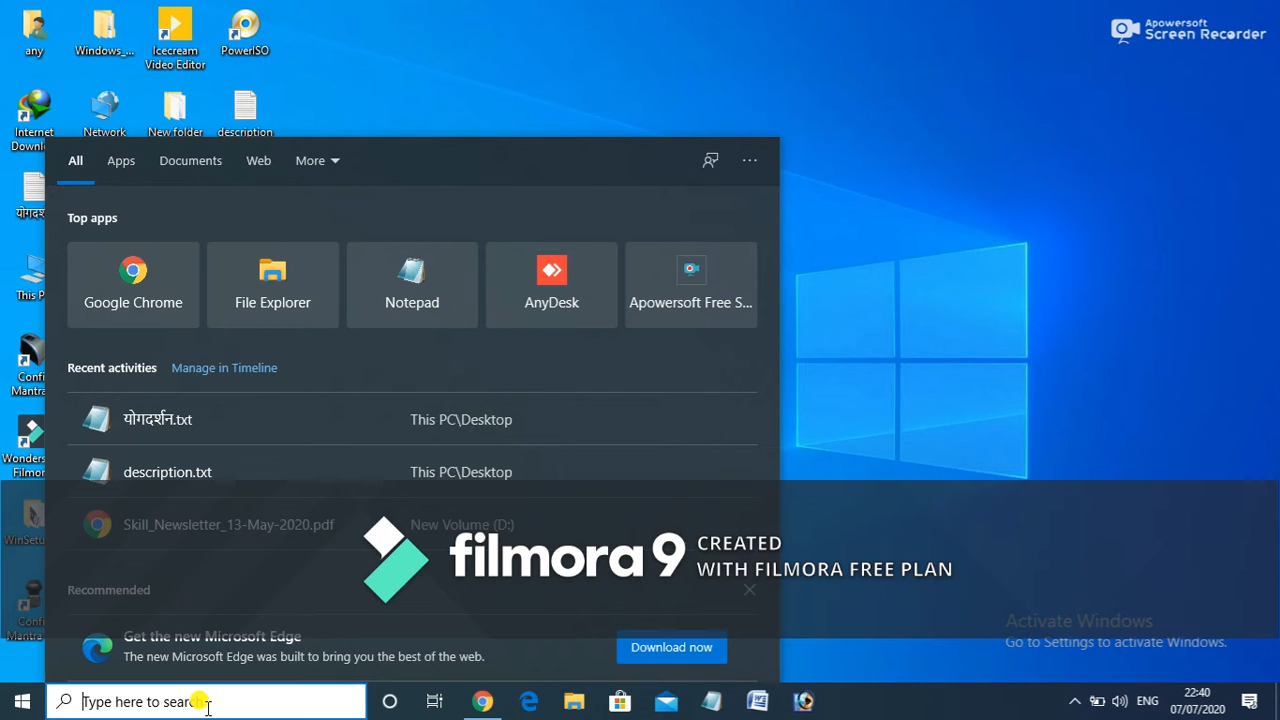 any
Windows_...
Icecream
Video Editor
PowerISO
Apowersoft
Screen Recorder
Internet
Downl...
Network
New folder
description
All
Apps
Documents
Web
More
Top apps
Google Chrome
File Explorer
Notepad
AnyDesk
Apowersoft Free S...
Recent activities
Manage in Timeline
योगदर्शन.txt
This PC\Desktop
description.txt
This PC\Desktop
Skill_Newsletter_13-May-2020.pdf
New Volume (D:)
योगदर्श
This P
Confi
Mantra
Wonders
Filmor
WinSetu
Confi
Mantra
filmora 9
CREATED
WITH FILMORA FREE PLAN
Recommended
Get the new Microsoft Edge
The new Microsoft Edge was built to bring you the best of the web.
Download now
Activate Windows
Go to Settings to activate Windows.
Type here to search
ENG
22:40
07/07/2020